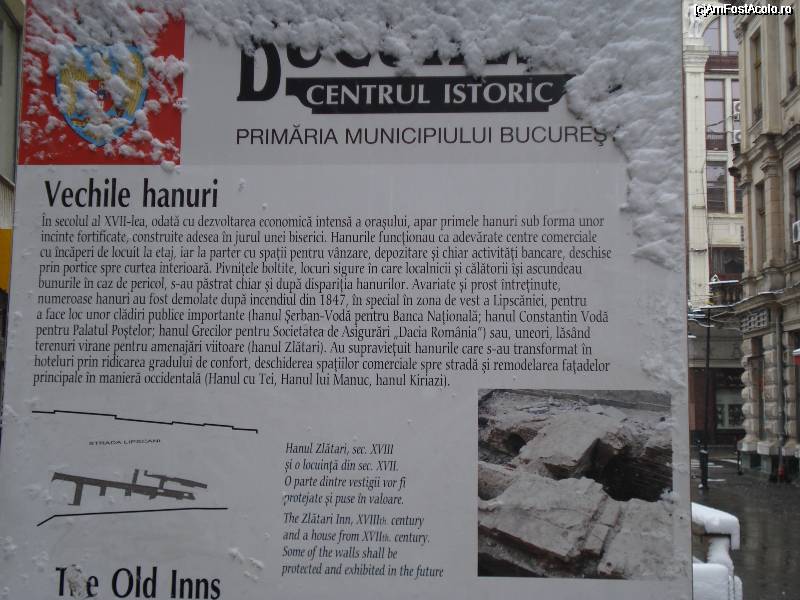 (c)AmFostAcolo.ro
CENTRUL ISTORIC
PRIMĂRIA MUNICIPIULUI
Vechile hanuri
În secolul al XVII-lea, odată cu dezvoltarea economică intensă a orașului, apar primele hanuri sub forma unor
incinte fortificate, construite adesea în jurul unei biserici. Hanurile funcționau ca adevărate centre comerciale
cu încăperi de locuit la etaj, iar la parter cu spații pentru vânzare, depozitare și chiar activități bancare, deschise
prin portice spre curtea interioară. Pivnițele boltite, locuri sigure în care localnicii și călătorii își ascundeau
bunurile în caz de pericol, s-au păstrat chiar și după dispariția hanurilor. Avariate și prost întreținute,
numeroase hanuri au fost demolate după incendiul din 1847, în special în zona de vest a Lipscăniei, pentru
a face loc unor clădiri publice importante (hanul Șerban-Vodă pentru Banca Națională; hanul Constantin Vodă
pentru Palatul Poștelor; hanul Grecilor pentru Societatea de Asigurări „Dacia România”) sau, uneori, lăsând
terenuri virane pentru amenajări viitoare (hanul Zlătari). Au supraviețuit hanurile care s-au transformat în
hoteluri prin ridicarea gradului de confort, deschiderea spațiilor comerciale spre stradă și remodelarea fațadelor
principale în manieră occidentală (Hanul cu Tei, Hanul lui Manuc, hanul Kiriazi).
STRADA LIPSCANI
Hanul Zlătari, sec. XVIII
și o locuință din sec. XVII.
O parte dintre vestigii vor fi
protejate și puse în valoare.
The Zlătari Inn, XVIIIth. century
and a house from XVIIth. century.
Some of the walls shall be
protected and exhibited in the future
The Old Inns